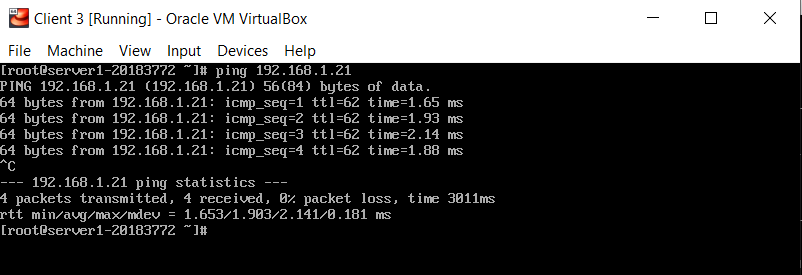 Client 3 [Running] - Oracle VM VirtualBox
File Machine View Input Devices Help
[root@server1-20183772 ~]# ping 192.168.1.21
PING 192.168.1.21 (192.168.1.21) 56(84) bytes of data.
64 bytes from 192.168.1.21: icmp_seq=1 ttl=62 time=1.65 ms
64 bytes from 192.168.1.21: icmp_seq=2 ttl=62 time=1.93 ms
64 bytes from 192.168.1.21: icmp_seq=3 ttl=62 time=2.14 ms
64 bytes from 192.168.1.21: icmp_seq=4 ttl=62 time=1.88 ms
^C
--- 192.168.1.21 ping statistics ---
4 packets transmitted, 4 received, 0% packet loss, time 3011ms
rtt min/avg/max/mdev = 1.653/1.903/2.141/0.181 ms
[root@server1-20183772 ~]#